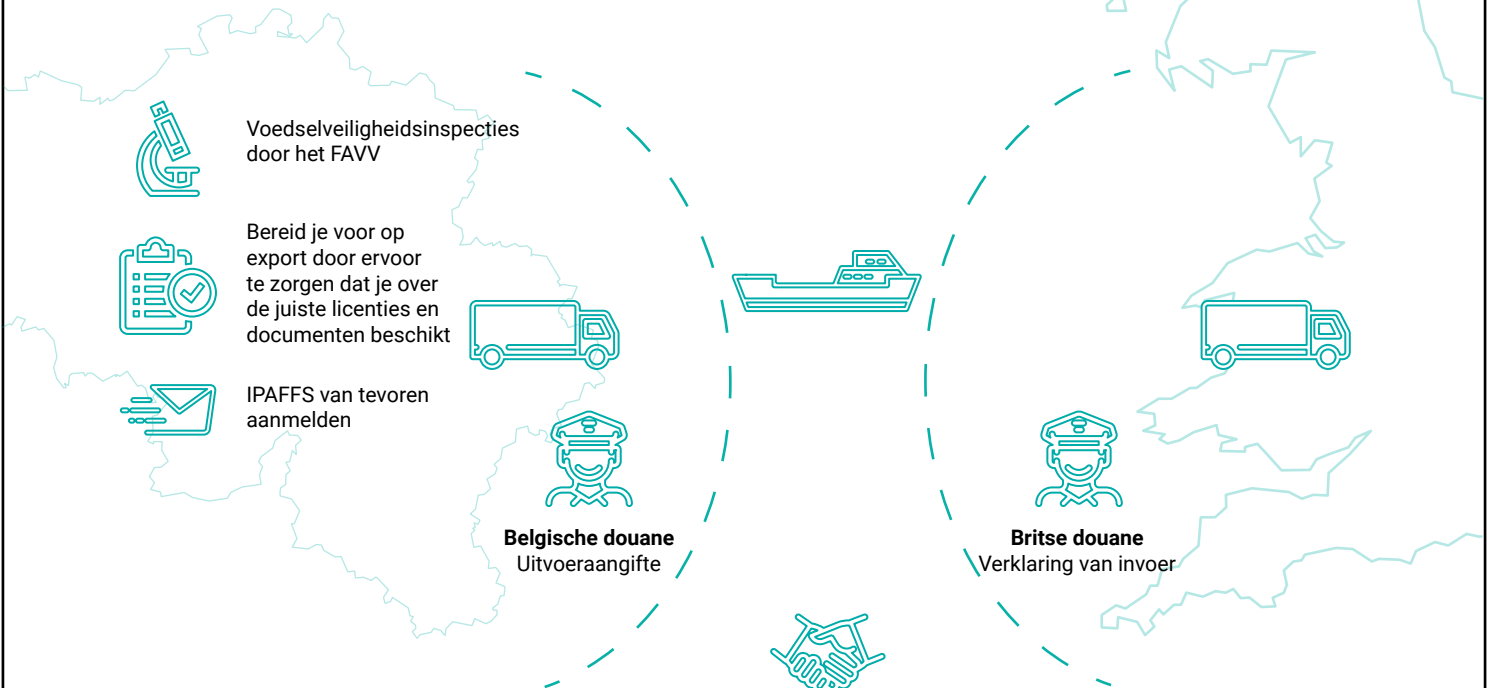 Voedselveiligheidsinspecties
door het FAVV
Bereid je voor op
export door ervoor
te zorgen dat je over
de juiste licenties en
documenten beschikt
IPAFFS van tevoren
aanmelden
Belgische douane
Uitvoeraangifte
Britse douane
Verklaring van invoer